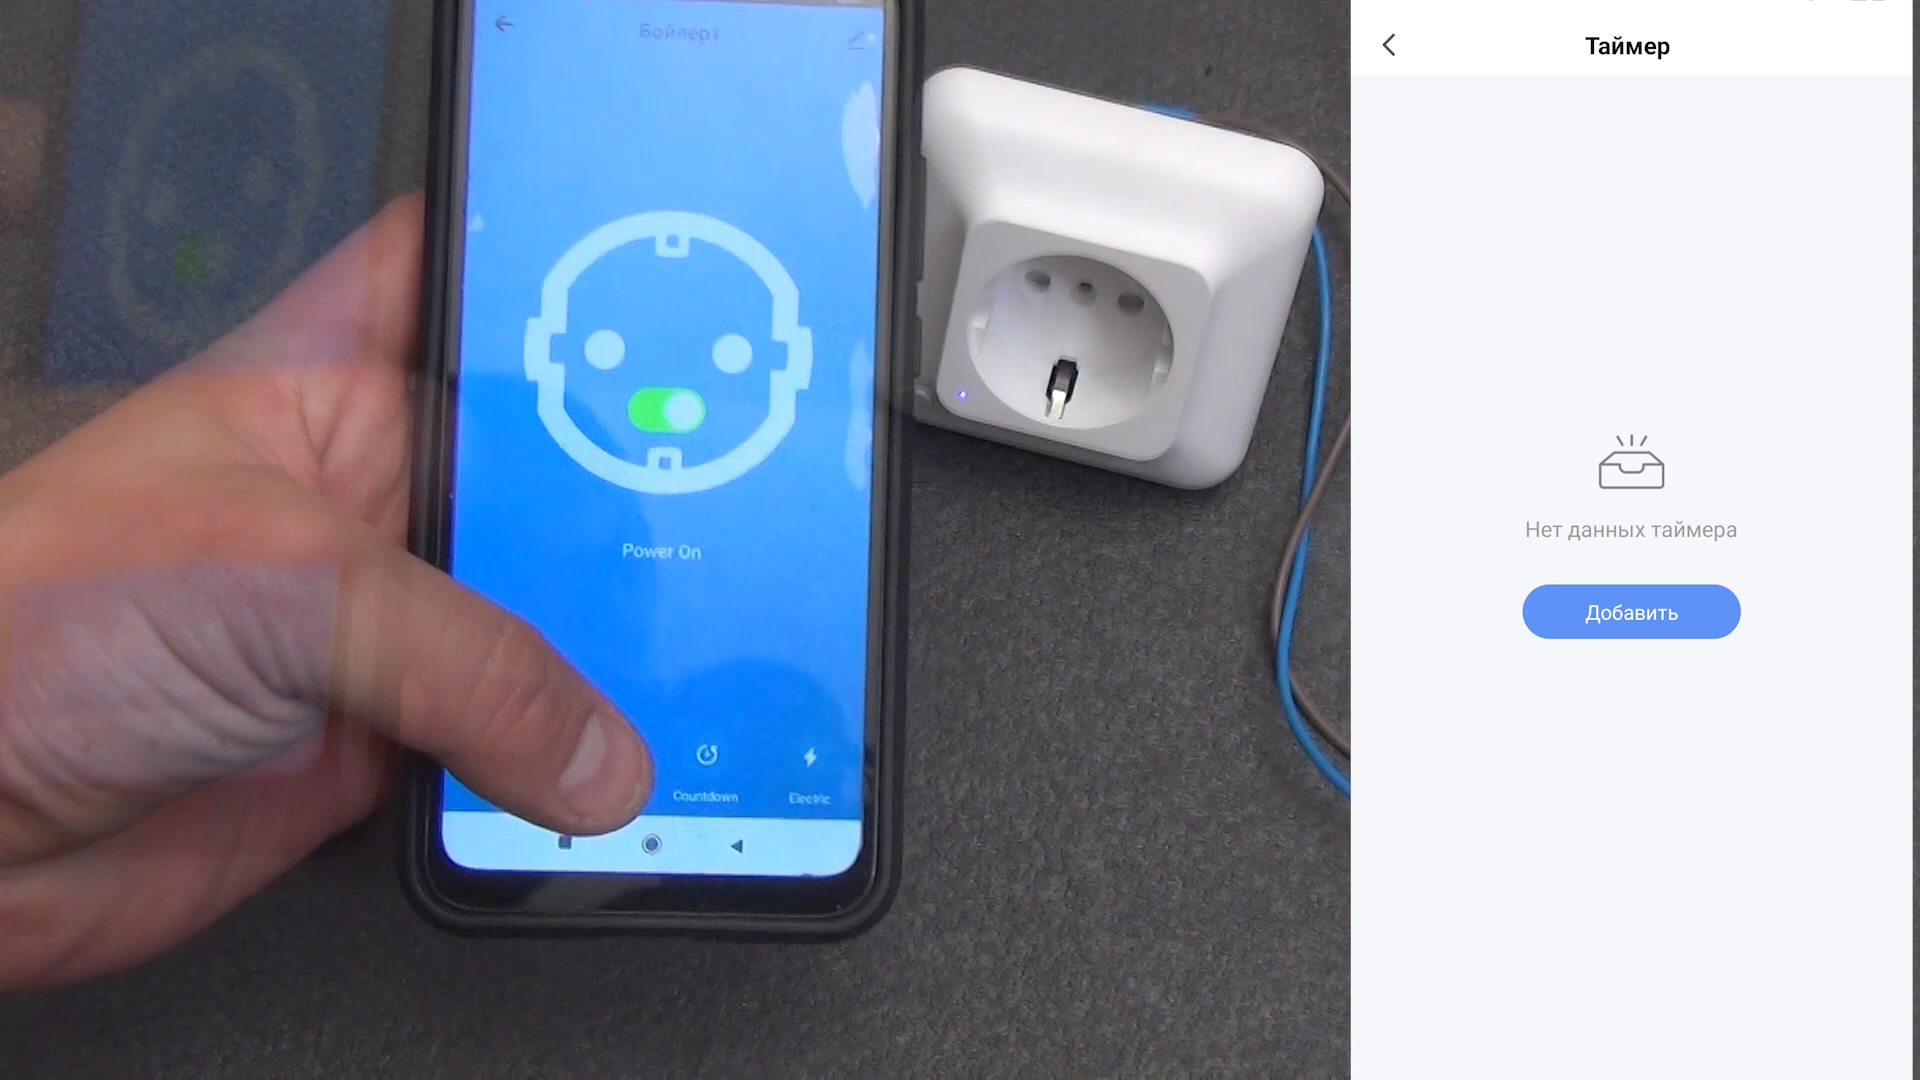 Бойлер1
Power On
Countdown
Electric
Таймер
Нет данных таймера
Добавить